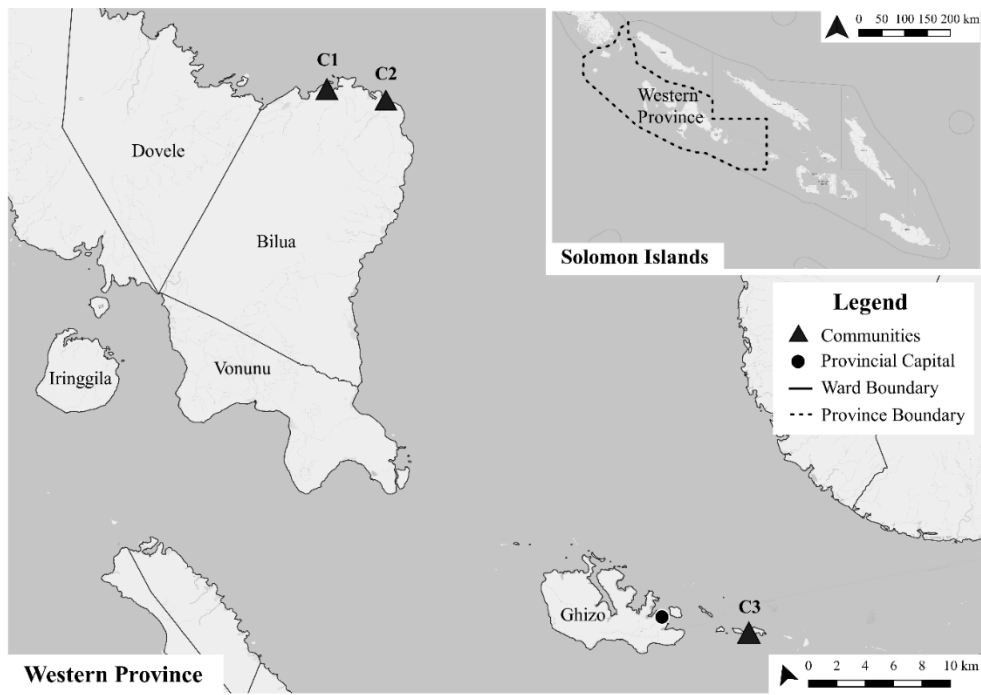 C1
C2
Dovele
Bilua
Iringgila
Vonunu
Ghizo
C3
Western Province
0 2 4 6 8 10 km
0 50 100 150 200 km
Western
Province
Solomon Islands
Legend
Communities
Provincial Capital
Ward Boundary
Province Boundary